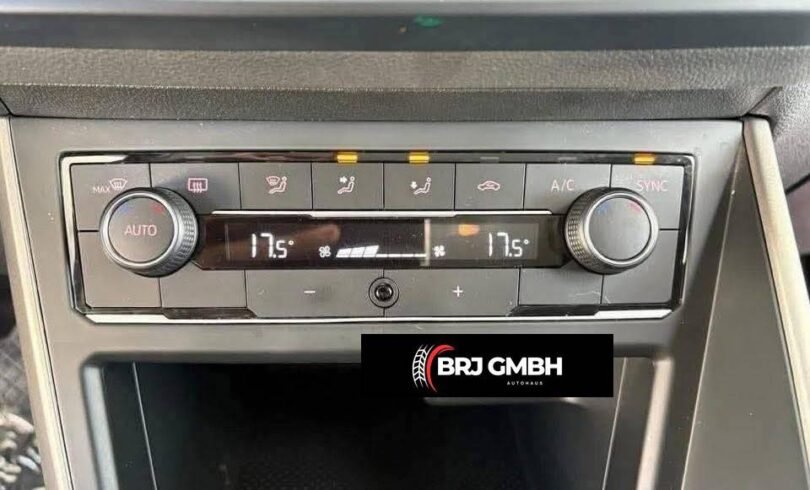 MAX
A/C
SYNC
AUTO
17.5°
17.5°
−
+
BRJ GMBH
AUTOHAUS